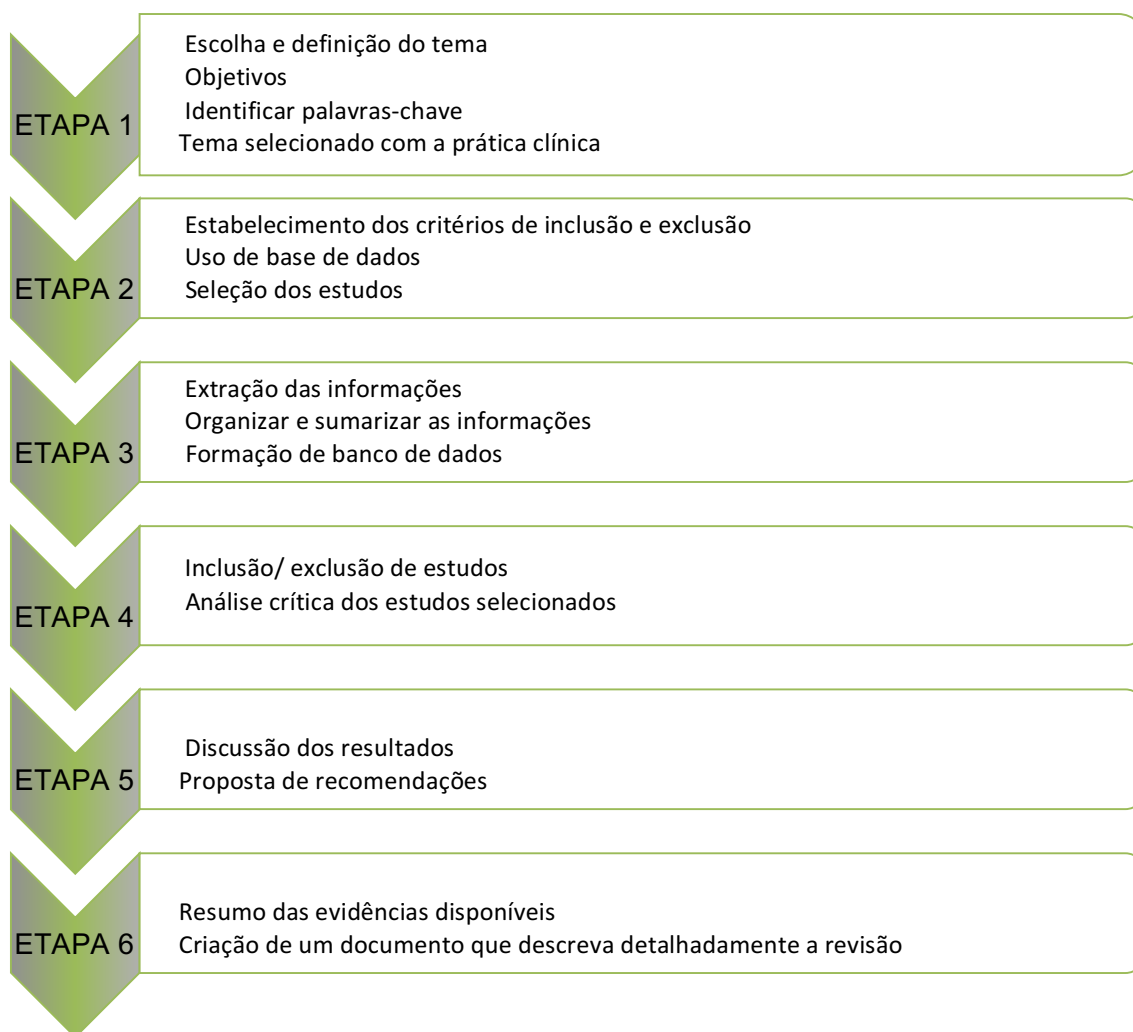 ETAPA 1
Escolha e definição do tema
Objetivos
Identificar palavras-chave
Tema selecionado com a prática clínica
ETAPA 2
Estabelecimento dos critérios de inclusão e exclusão
Uso de base de dados
Seleção dos estudos
ETAPA 3
Extração das informações
Organizar e sumarizar as informações
Formação de banco de dados
ETAPA 4
Inclusão/ exclusão de estudos
Análise crítica dos estudos selecionados
ETAPA 5
Discussão dos resultados
Proposta de recomendações
ETAPA 6
Resumo das evidências disponíveis
Criação de um documento que descreva detalhadamente a revisão